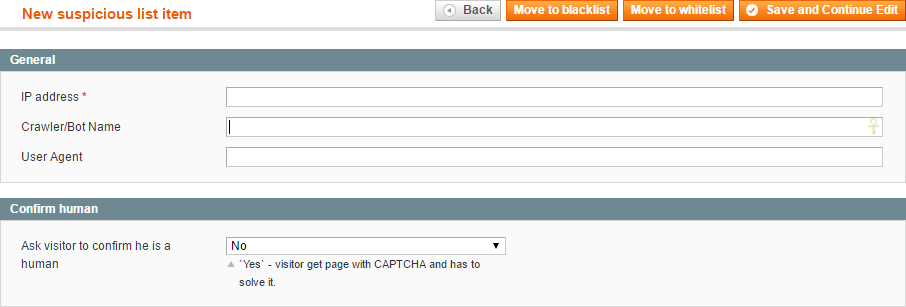 New suspicious list item
Back
Move to blacklist
Move to whitelist
Save and Continue Edit
General
IP address *
Crawler/Bot Name
User Agent
Confirm human
Ask visitor to confirm he is a
human
No
`Yes` - visitor get page with CAPTCHA and has to
solve it.